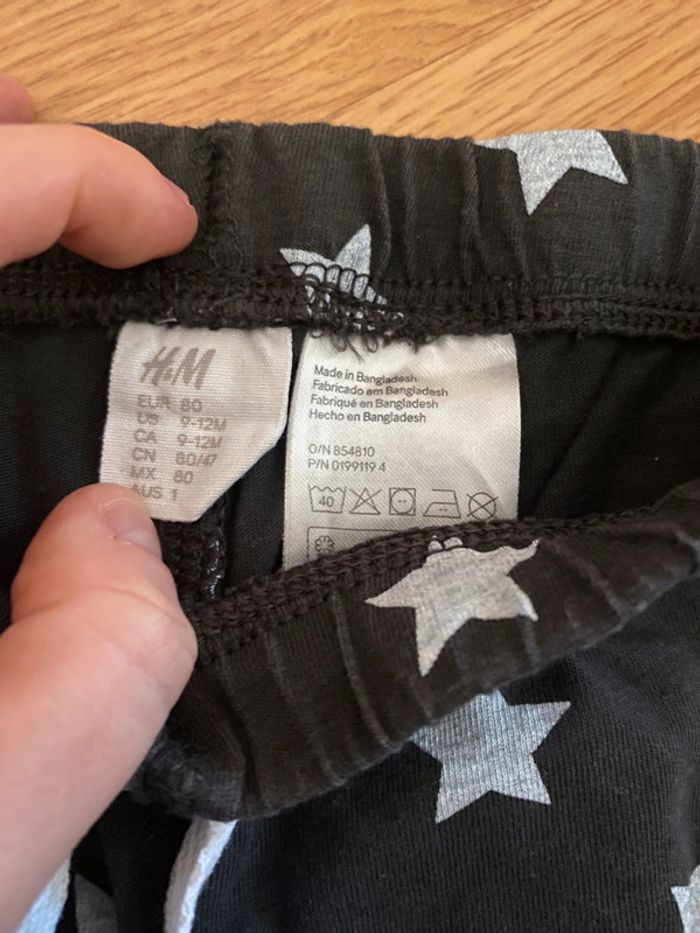 H&M
EUR 80
US 9-12M
CA 9-12M
CN 80/47
MX 80
AUS 1
Made in Bangladesh
Fabricado em Bangladesh
Fabriqué en Bangladesh
Hecho en Bangladesh
O/N 854810
P/N 0199119 4
40